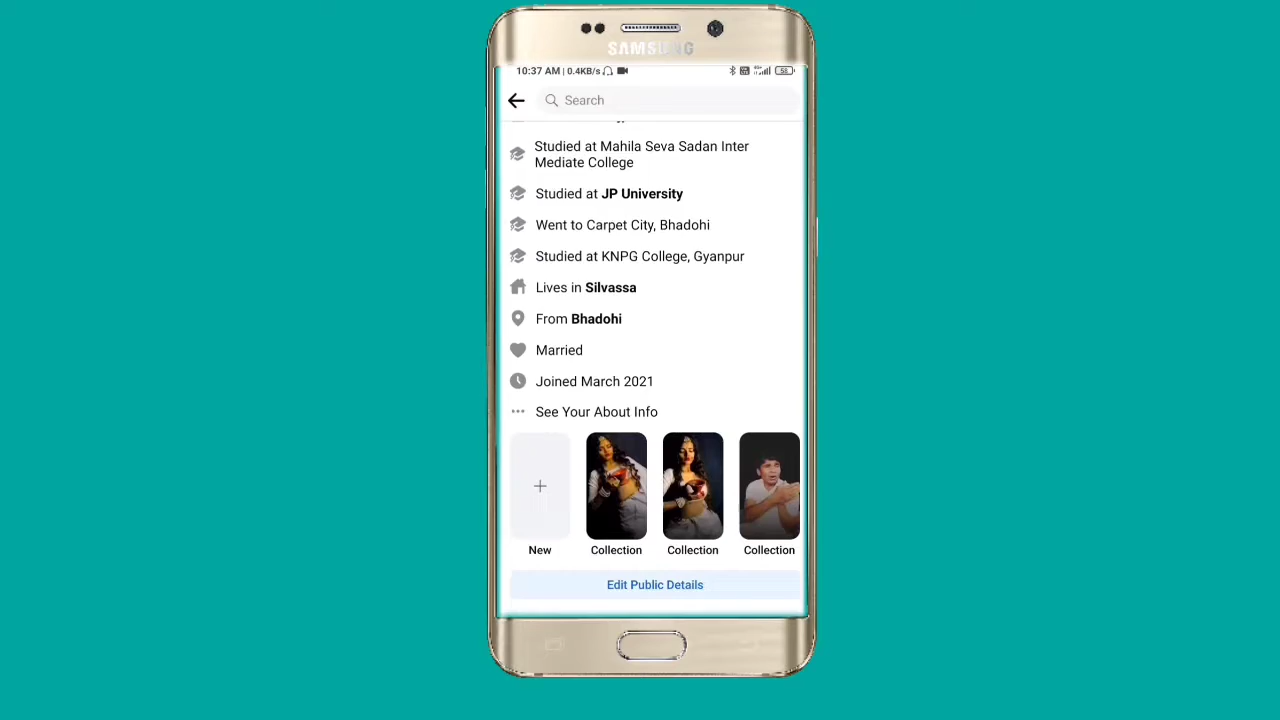 SAMSUNG
10:37 AM | 0.4KB/s
58
Search
Studied at Mahila Seva Sadan Inter
Mediate College
Studied at JP University
Went to Carpet City, Bhadohi
Studied at KNPG College, Gyanpur
Lives in Silvassa
From Bhadohi
Married
Joined March 2021
See Your About Info
New
Collection
Collection
Collection
Edit Public Details